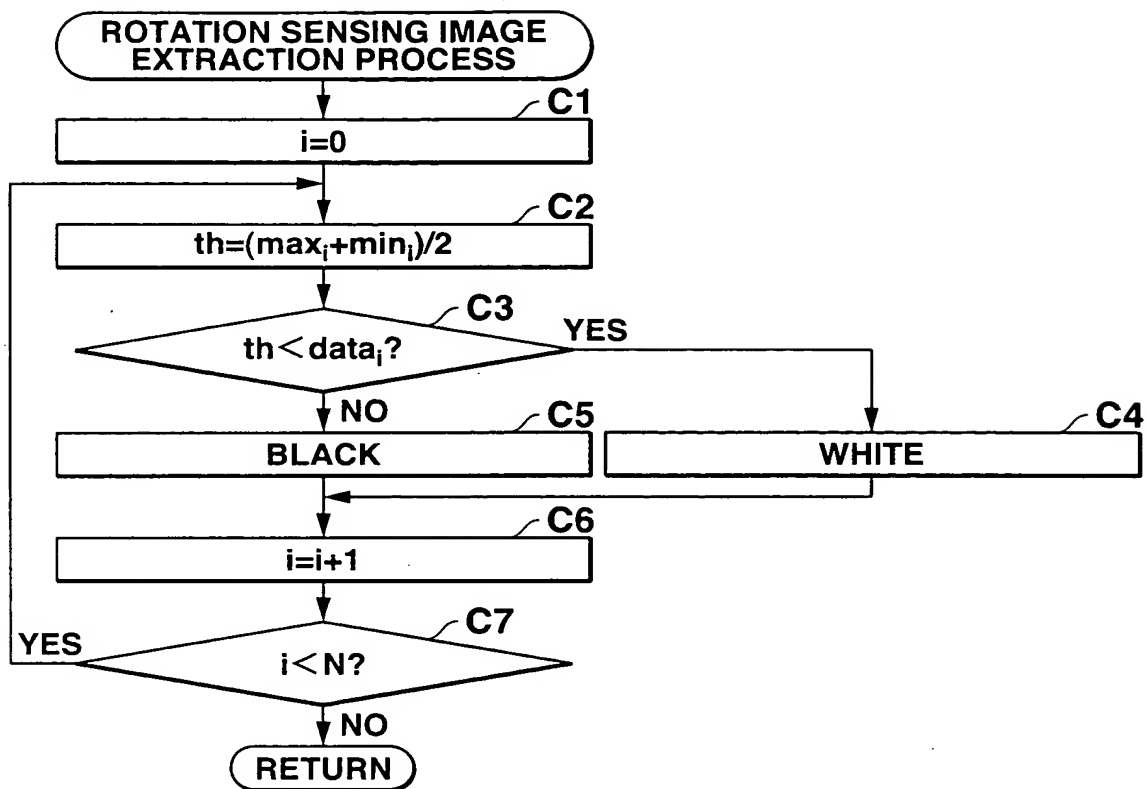 ROTATION SENSING IMAGE
EXTRACTION PROCESS
C1
i=0
C2
th=(maxᵢ+minᵢ)/2
C3
th<dataᵢ?
YES
NO
C5
BLACK
C4
WHITE
C6
i=i+1
C7
YES
i<N?
NO
RETURN